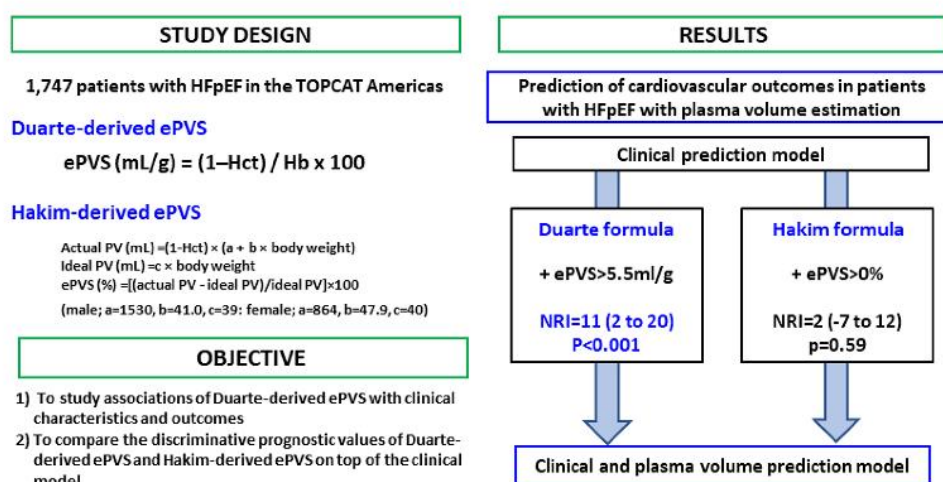 STUDY DESIGN
1,747 patients with HFpEF in the TOPCAT Americas
Duarte-derived ePVS
ePVS (mL/g) = (1–Hct) / Hb x 100
Hakim-derived ePVS
Actual PV (mL) =(1-Hct) × (a + b × body weight)
Ideal PV (mL) =c × body weight
ePVS (%) =[(actual PV - ideal PV)/ideal PV]×100
(male; a=1530, b=41.0, c=39: female; a=864, b=47.9, c=40)
OBJECTIVE
1) To study associations of Duarte-derived ePVS with clinical
characteristics and outcomes
2) To compare the discriminative prognostic values of Duarte-
derived ePVS and Hakim-derived ePVS on top of the clinical
model
RESULTS
Prediction of cardiovascular outcomes in patients
with HFpEF with plasma volume estimation
Clinical prediction model
Duarte formula
+ ePVS>5.5ml/g
NRI=11 (2 to 20)
P<0.001
Hakim formula
+ ePVS>0%
NRI=2 (-7 to 12)
p=0.59
Clinical and plasma volume prediction model